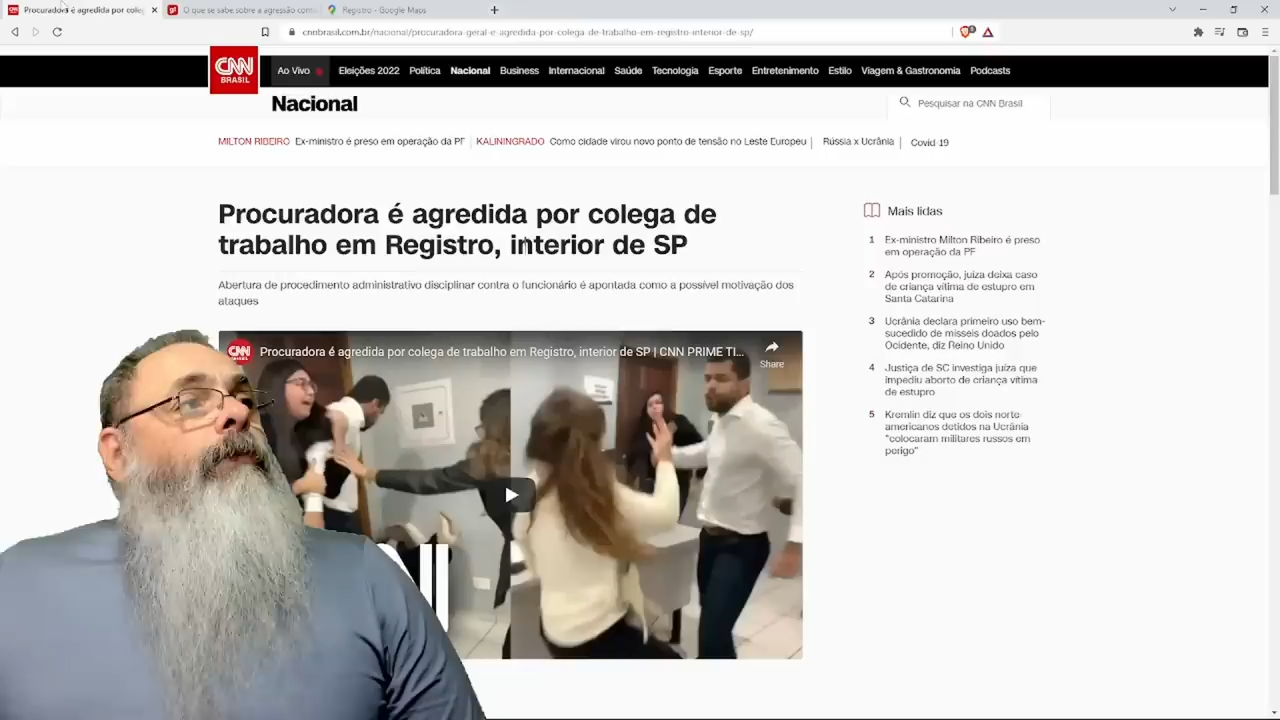 Procuradora é agredida por coleg
O que se sabe sobre a agressão cont
Registro - Google Maps
cnnbrasil.com.br/nacional/procuradora-geral-e-agredida-por-colega-de-trabalho-em-registro-interior-de-sp/
CNN
BRASIL
Ao Vivo
Eleições 2022
Política
Nacional
Business
Internacional
Saúde
Tecnologia
Esporte
Entretenimento
Estilo
Viagem & Gastronomia
Podcasts
Nacional
Pesquisar na CNN Brasil
MILTON RIBEIRO Ex-ministro é preso em operação da PF
KALININGRADO Como cidade virou novo ponto de tensão no Leste Europeu
Rússia x Ucrânia
Covid-19
Procuradora é agredida por colega de
trabalho em Registro, interior de SP
Abertura de procedimento administrativo disciplinar contra o funcionário é apontada como a possível motivação dos
ataques
CNN
Procuradora é agredida por colega de trabalho em Registro, interior de SP | CNN PRIME TI...
Share
Mais lidas
1 Ex-ministro Milton Ribeiro é preso
em operação da PF
2 Após promoção, juíza deixa caso
de criança vítima de estupro em
Santa Catarina
3 Ucrânia declara primeiro uso bem-
sucedido de mísseis doados pelo
Ocidente, diz Reino Unido
4 Justiça de SC investiga juíza que
impediu aborto de criança vítima
de estupro
5 Kremlin diz que os dois norte-
americanos detidos na Ucrânia
"colocaram militares russos em
perigo"